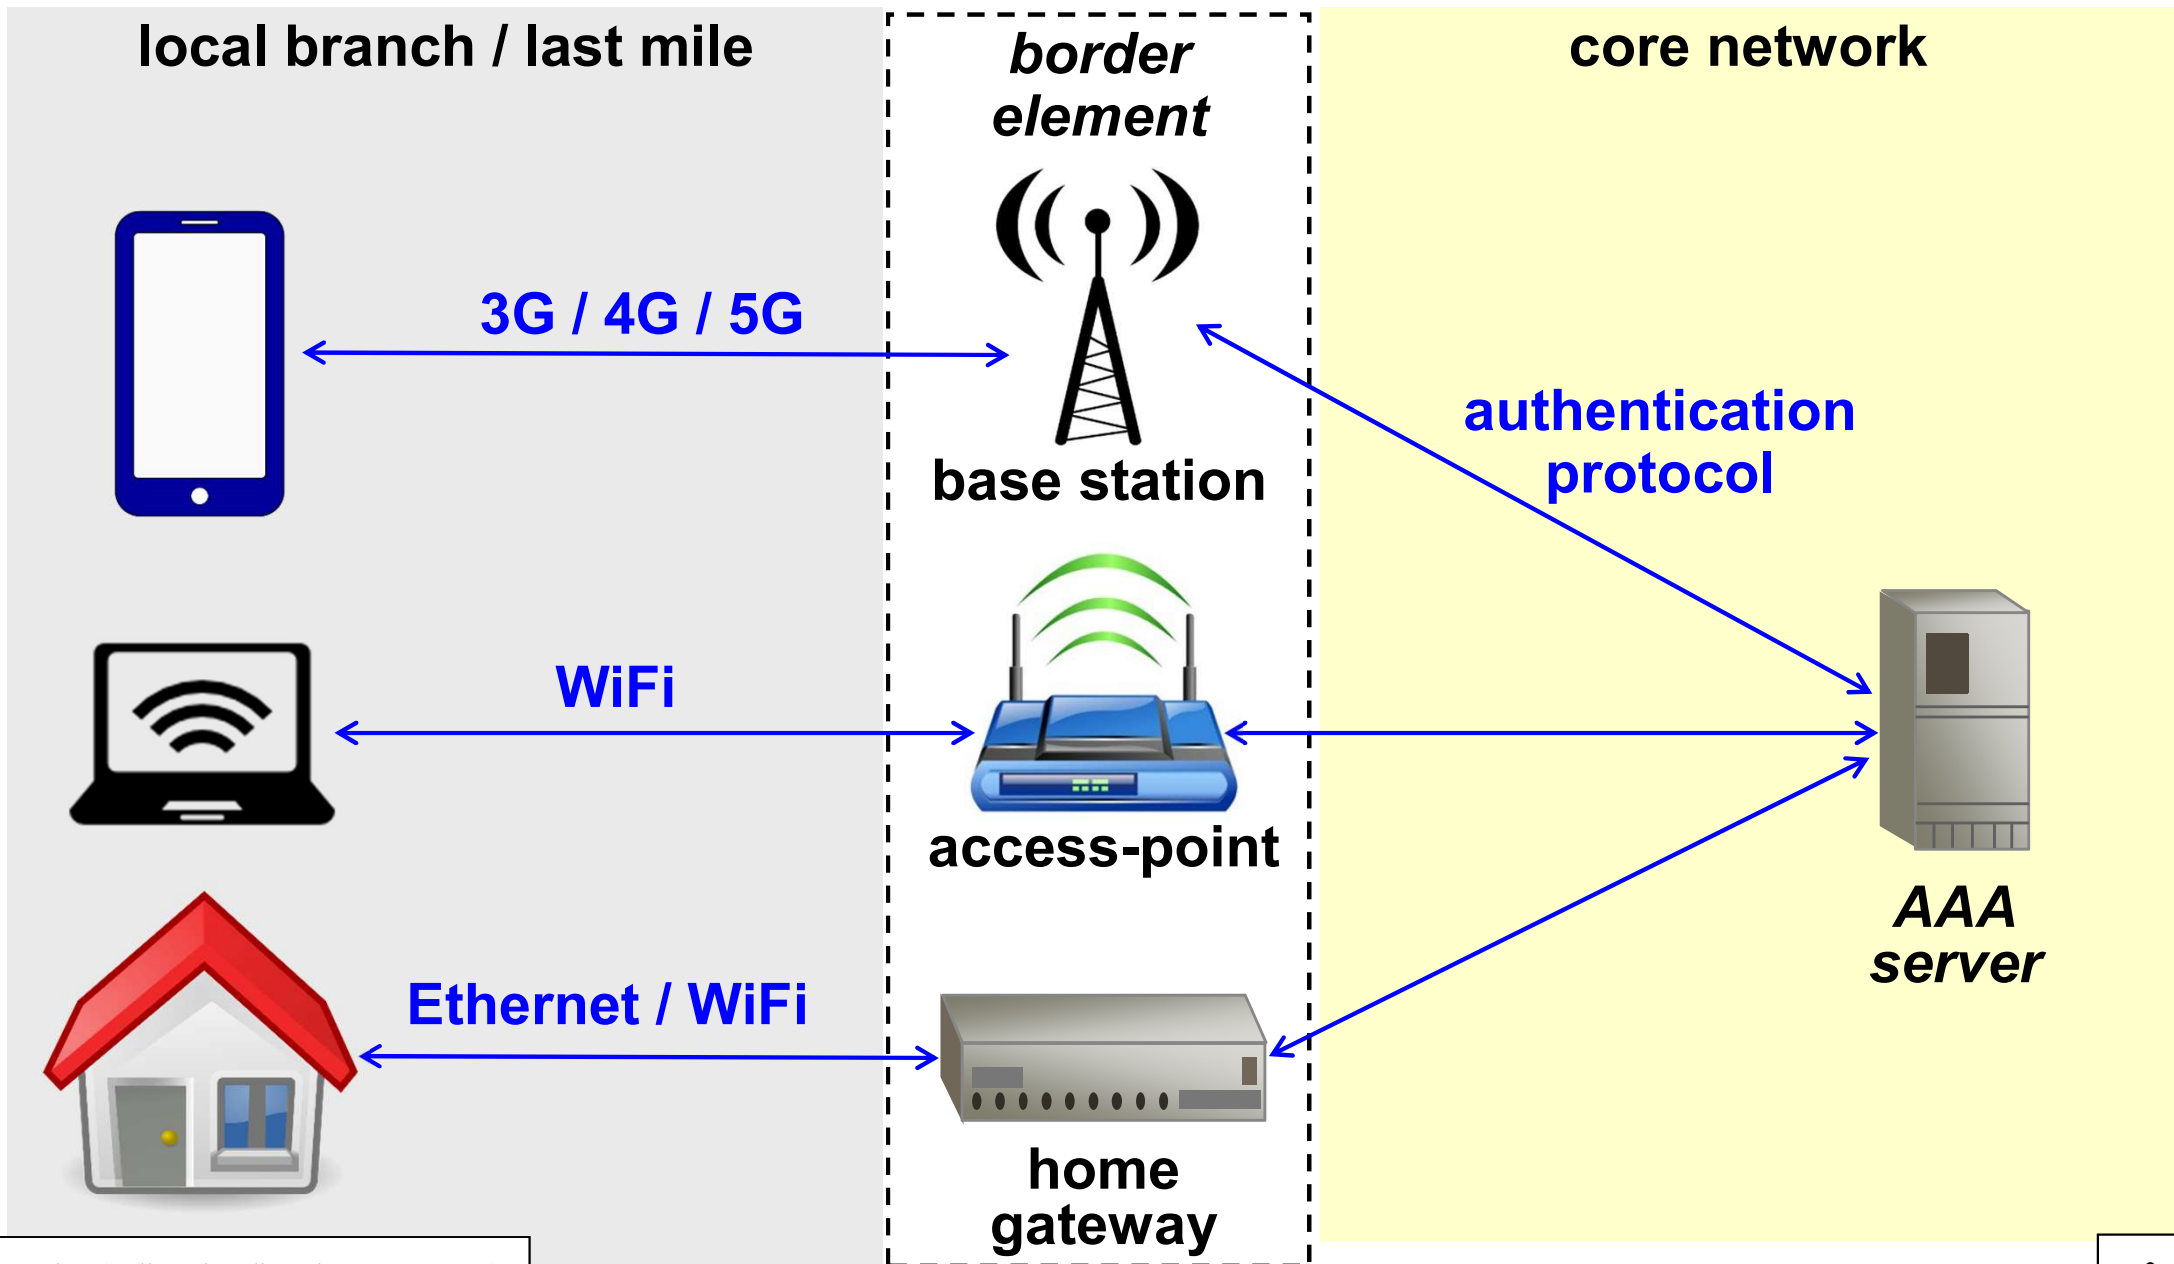 local branch / last mile
border
element
core network
3G / 4G / 5G
authentication
protocol
base station
WiFi
access-point
AAA
server
Ethernet / WiFi
home
gateway